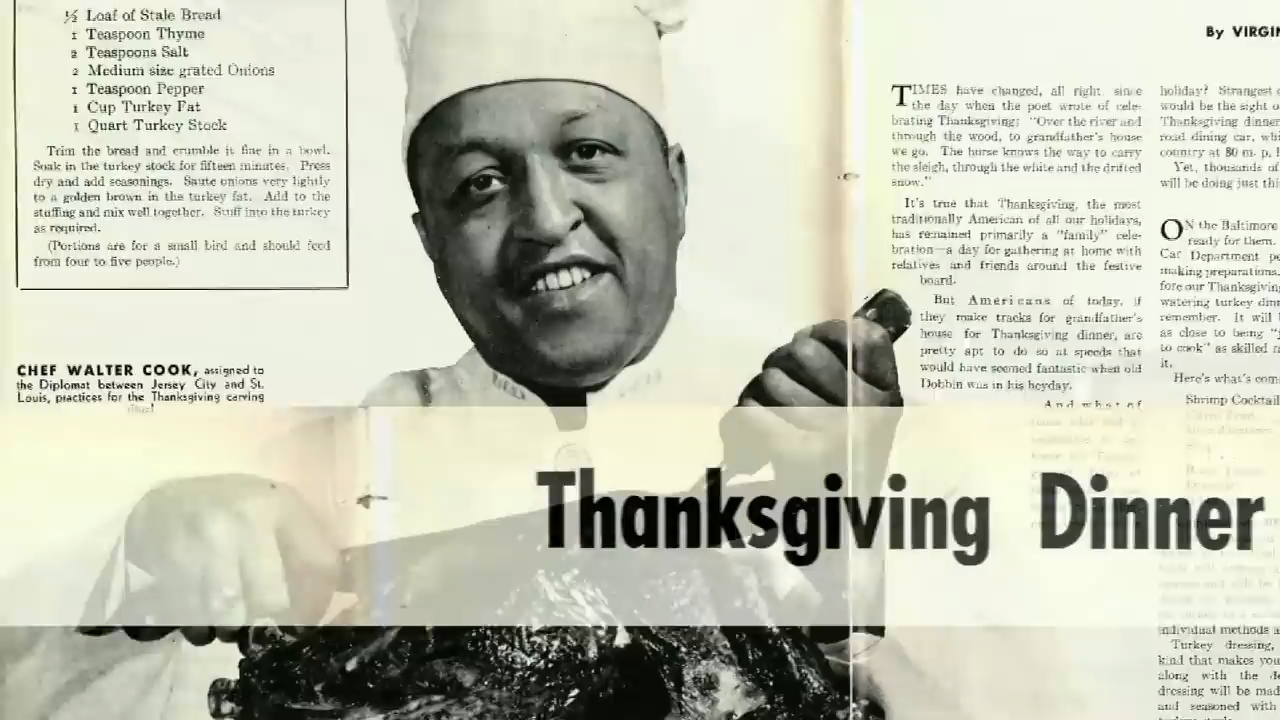 ½ Loaf of Stale Bread
1 Teaspoon Thyme
2 Teaspoons Salt
2 Medium size grated Onions
1 Teaspoon Pepper
1 Cup Turkey Fat
1 Quart Turkey Stock
Trim the bread and crumble it fine in a bowl.
Soak in the turkey stock for fifteen minutes. Press
dry and add seasonings. Saute onions very lightly
to a golden brown in the turkey fat. Add to the
stuffing and mix well together. Stuff into the turkey
as required.
(Portions are for a small bird and should feed
from four to five people.)
CHEF WALTER COOK, assigned to
the Diplomat between Jersey City and St.
Louis, practices for the Thanksgiving carving
Thanksgiving Dinner
By VIRGIN
TIMES have changed, all right, since
the day when the poet wrote of cele-
brating Thanksgiving: "Over the river and
through the wood, to grandfather's house
we go. The horse knows the way to carry
the sleigh, through the white and the drifted
snow."
It's true that Thanksgiving, the most
traditionally American of all our holidays,
has remained primarily a "family" cele-
bration—a day for gathering at home with
relatives and friends around the festive
board.
But Americans of today, if
they make tracks for grandfather's
house for Thanksgiving dinner, are
pretty apt to do so at speeds that
would have seemed fantastic when old
Dobbin was in his heyday.
And what of
holiday? Strangest
would be the sight o
Thanksgiving dinner
road dining car, whi
country at 80 m. p.
Yet, thousands of
will be doing just thi
ON the Baltimore
ready for them.
Car Department pe
making preparations.
fore our Thanksgiving
watering turkey din
remember. It will
as close to being
to cook" as skilled
it.
Here's what's com
Shrimp Cocktail
individual methods a
Turkey dressing,
kind that makes you
along with the de
dressing will be mad
and seasoned with